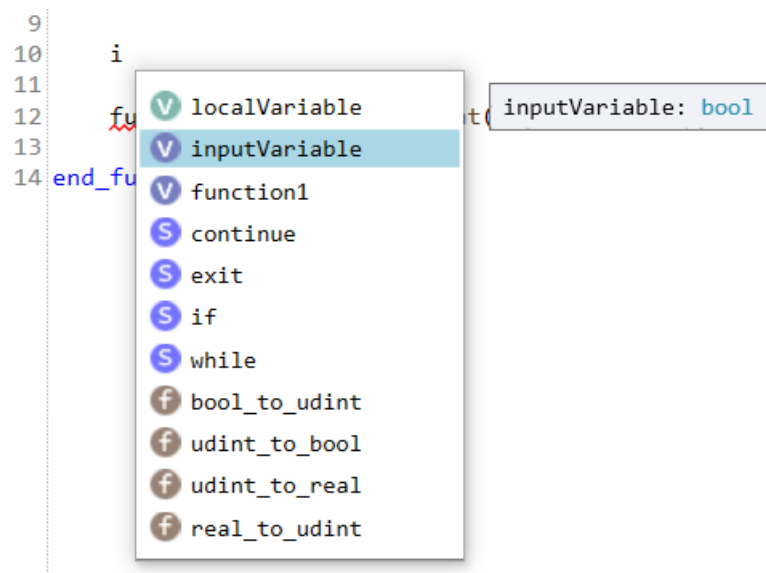 9
10 i
11
12 fu t( inputVariable: bool
13
14 end_fu
V localVariable
V inputVariable
V function1
S continue
S exit
S if
S while
f bool_to_udint
f udint_to_bool
f udint_to_real
f real_to_udint